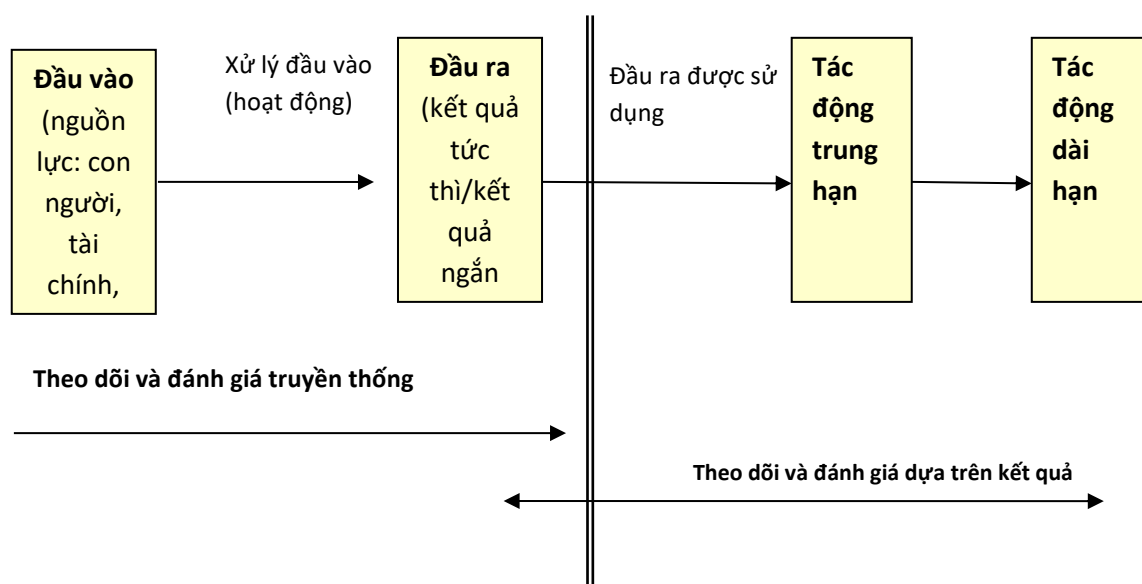 Đầu vào
(nguồn
lực: con
người,
tài
chính,
Xử lý đầu vào
(hoạt động)
Đầu ra
(kết quả
tức
thì/kết
quả
ngắn
Đầu ra được sử
dụng
Tác
động
trung
hạn
Tác
động
dài
hạn
Theo dõi và đánh giá truyền thống
Theo dõi và đánh giá dựa trên kết quả